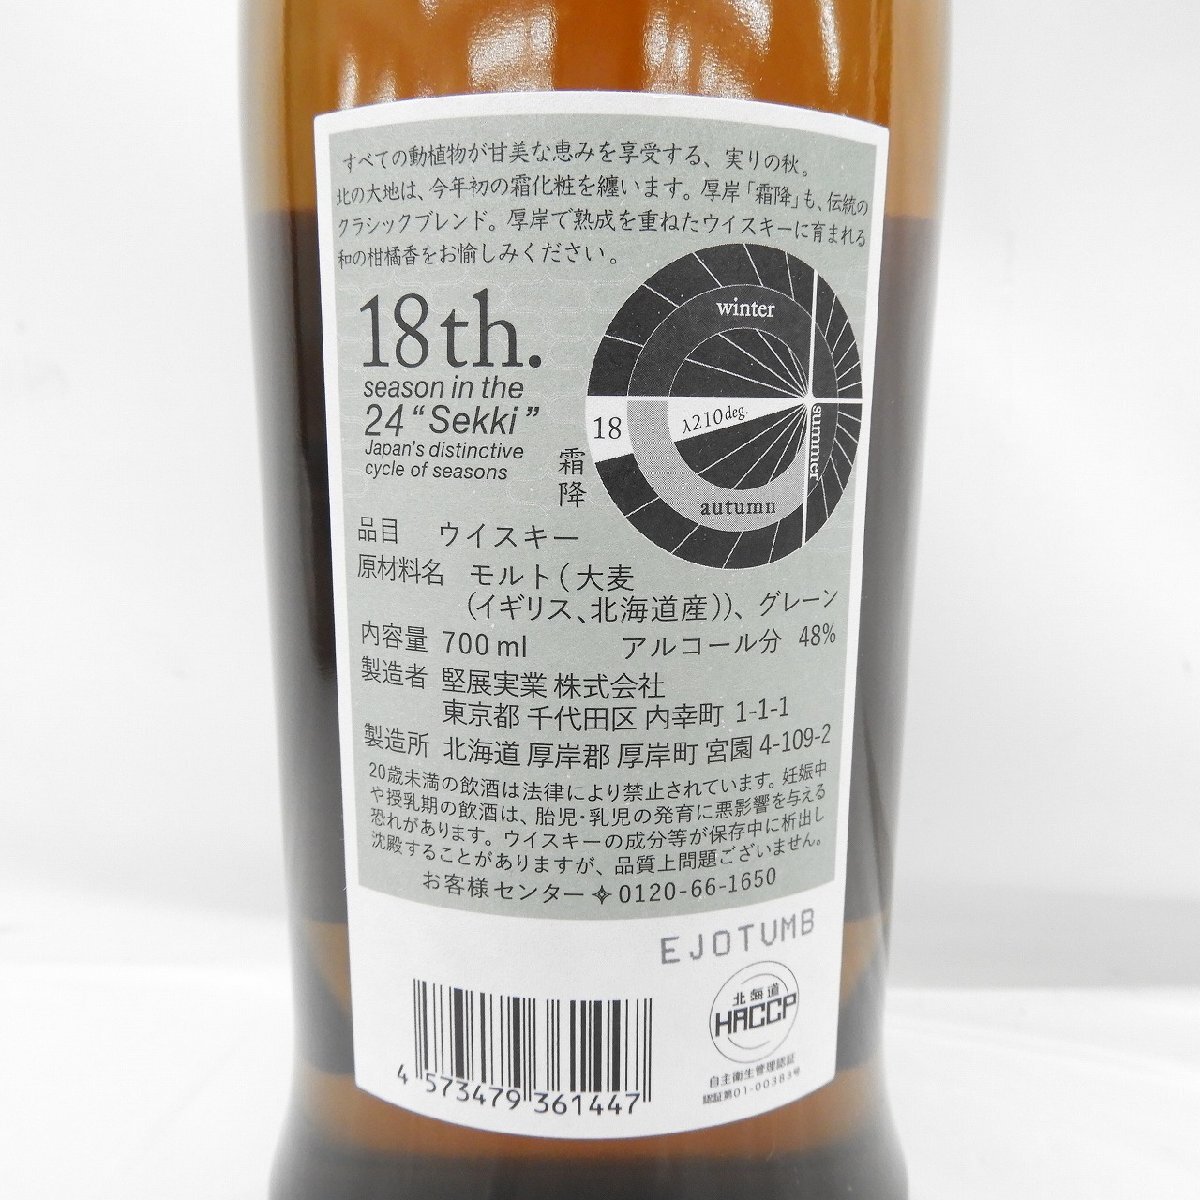 すべての動植物が甘美な恵みを享受する、実りの秋。
北の大地は、今年初の霜化粧を纏います。厚岸「霜降」も、伝統の
クラシックブレンド。厚岸で熟成を重ねたウイスキーに育まれる
和の柑橘香をお愉しみください。
18th.
season in the
24 “Sekki”
Japan's distinctive
cycle of seasons
霜降
winter
summer
autumn
18
λ210deg.
品目 ウイスキー
原材料名 モルト(大麦
(イギリス、北海道産))、グレーン
内容量 700ml アルコール分 48%
製造者 堅展実業 株式会社
東京都 千代田区 内幸町 1-1-1
製造所 北海道 厚岸郡 厚岸町 宮園 4-109-2
20歳未満の飲酒は法律により禁止されています。妊娠中
や授乳期の飲酒は、胎児・乳児の発育に悪影響を与える
恐れがあります。ウイスキーの成分等が保存中に析出し
沈殿することがありますが、品質上問題ございません。
お客様センター 0120-66-1650
EJOTUMB
北海道
HACCP
自主衛生管理認証
認証第01-00383号
4 573479 361447